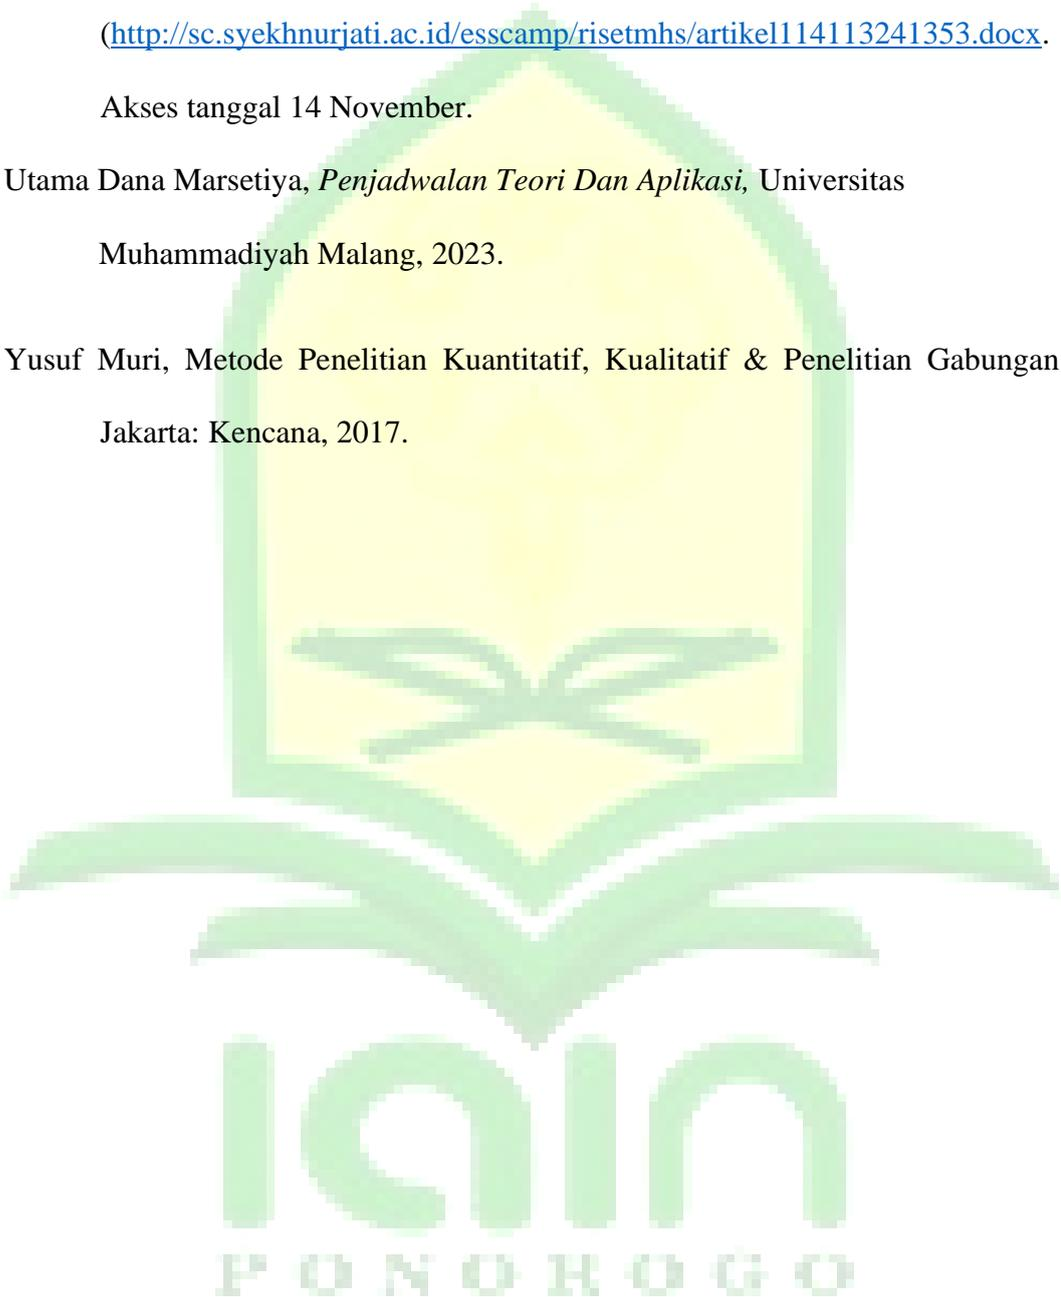 (http://sc.syekhnurjati.ac.id/esscamp/risetmhs/artikel114113241353.docx.
Akses tanggal 14 November.
Utama Dana Marsetiya, Penjadwalan Teori Dan Aplikasi, Universitas
Muhammadiyah Malang, 2023.
Yusuf Muri, Metode Penelitian Kuantitatif, Kualitatif & Penelitian Gabungan
Jakarta: Kencana, 2017.
iain
PONOROGO